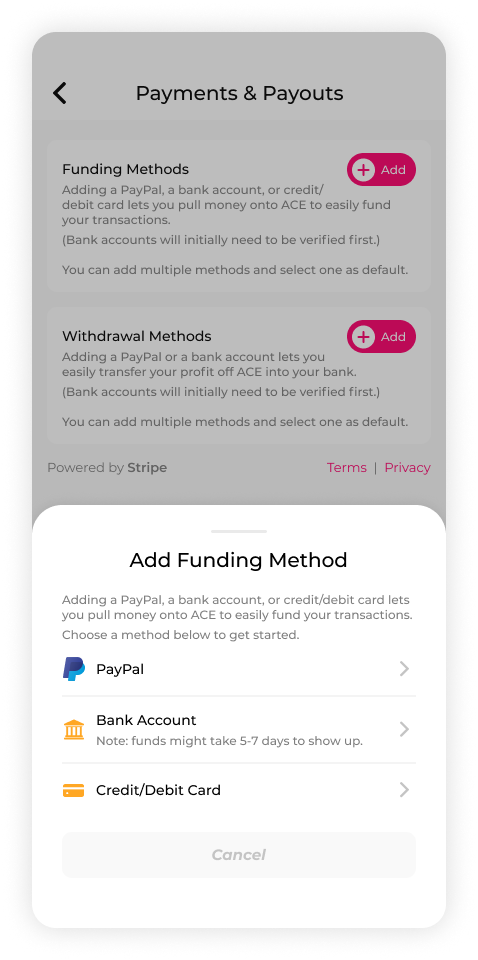 Payments & Payouts
Funding Methods
Add
Adding a PayPal, a bank account, or credit/
debit card lets you pull money onto ACE to easily fund
your transactions.
(Bank accounts will initially need to be verified first.)
You can add multiple methods and select one as default.
Withdrawal Methods
Add
Adding a PayPal or a bank account lets you
easily transfer your profit off ACE into your bank.
(Bank accounts will initially need to be verified first.)
You can add multiple methods and select one as default.
Powered by Stripe
Terms | Privacy
Add Funding Method
Adding a PayPal, a bank account, or credit/debit card lets
you pull money onto ACE to easily fund your transactions.
Choose a method below to get started.
PayPal
Bank Account
Note: funds might take 5-7 days to show up.
Credit/Debit Card
Cancel